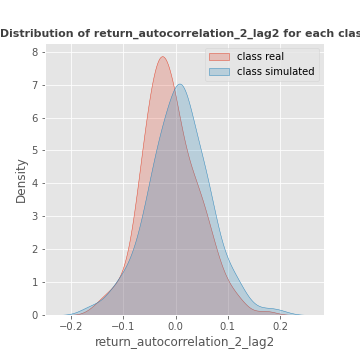 Distribution of return_autocorrelation_2_lag2 for each clas
class real
class simulated
8
7
6
5
4
3
2
1
0
Density
−0.2 −0.1 0.0 0.1 0.2
return_autocorrelation_2_lag2